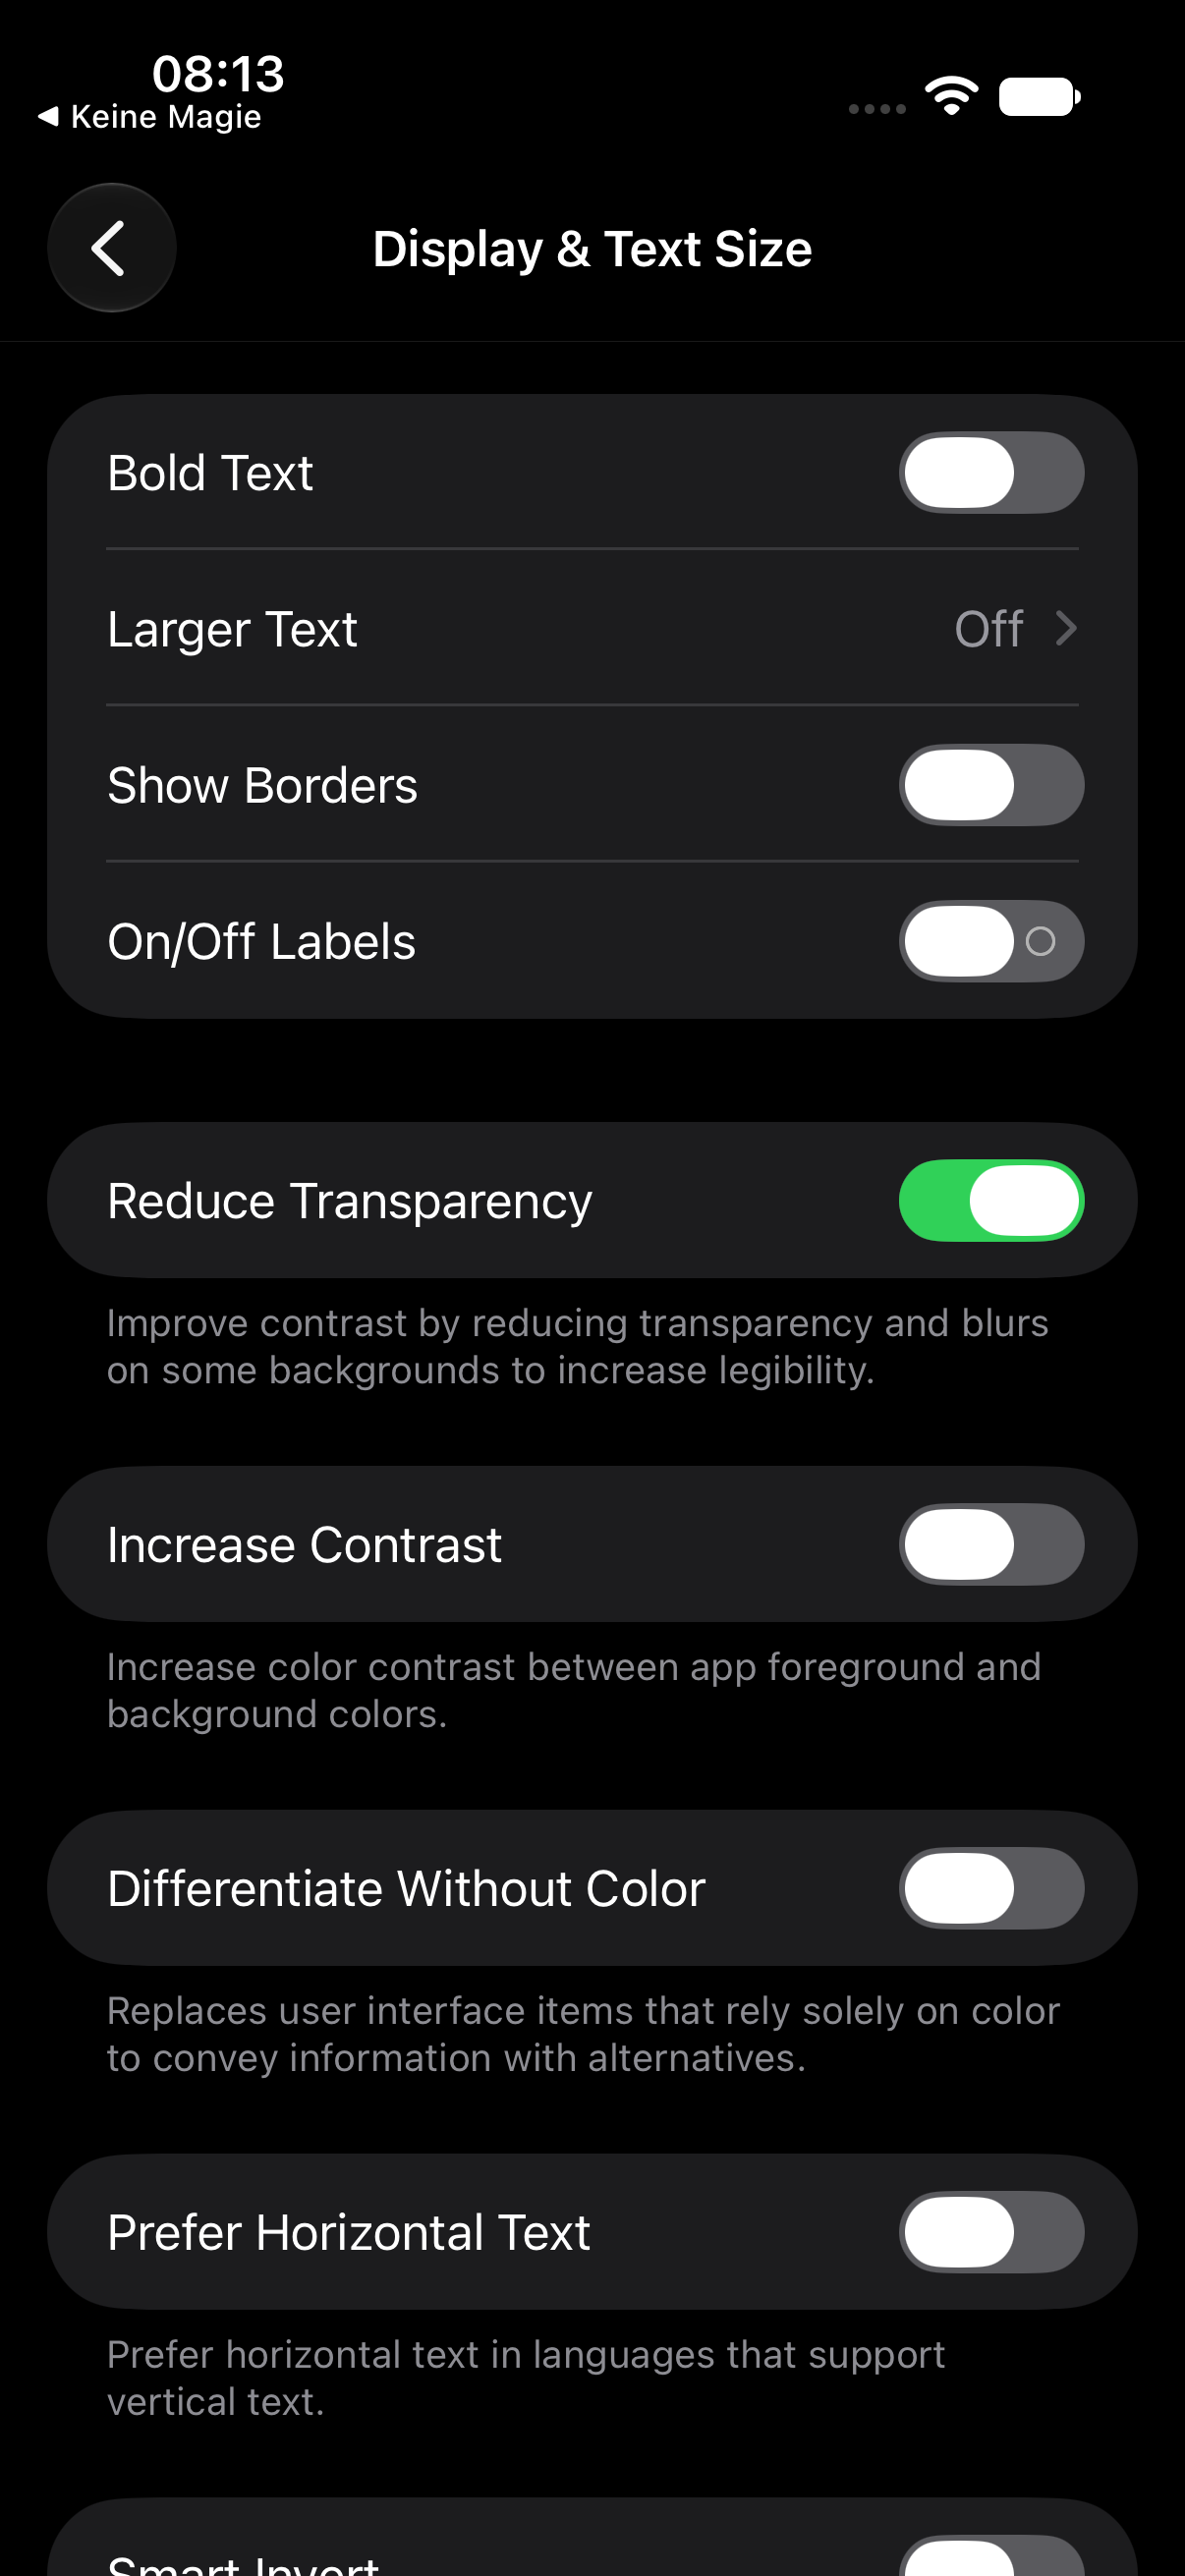 08:13
Keine Magie
Display & Text Size
Bold Text
Larger Text Off
Show Borders
On/Off Labels
Reduce Transparency
Improve contrast by reducing transparency and blurs
on some backgrounds to increase legibility.
Increase Contrast
Increase color contrast between app foreground and
background colors.
Differentiate Without Color
Replaces user interface items that rely solely on color
to convey information with alternatives.
Prefer Horizontal Text
Prefer horizontal text in languages that support
vertical text.
Smart Invert